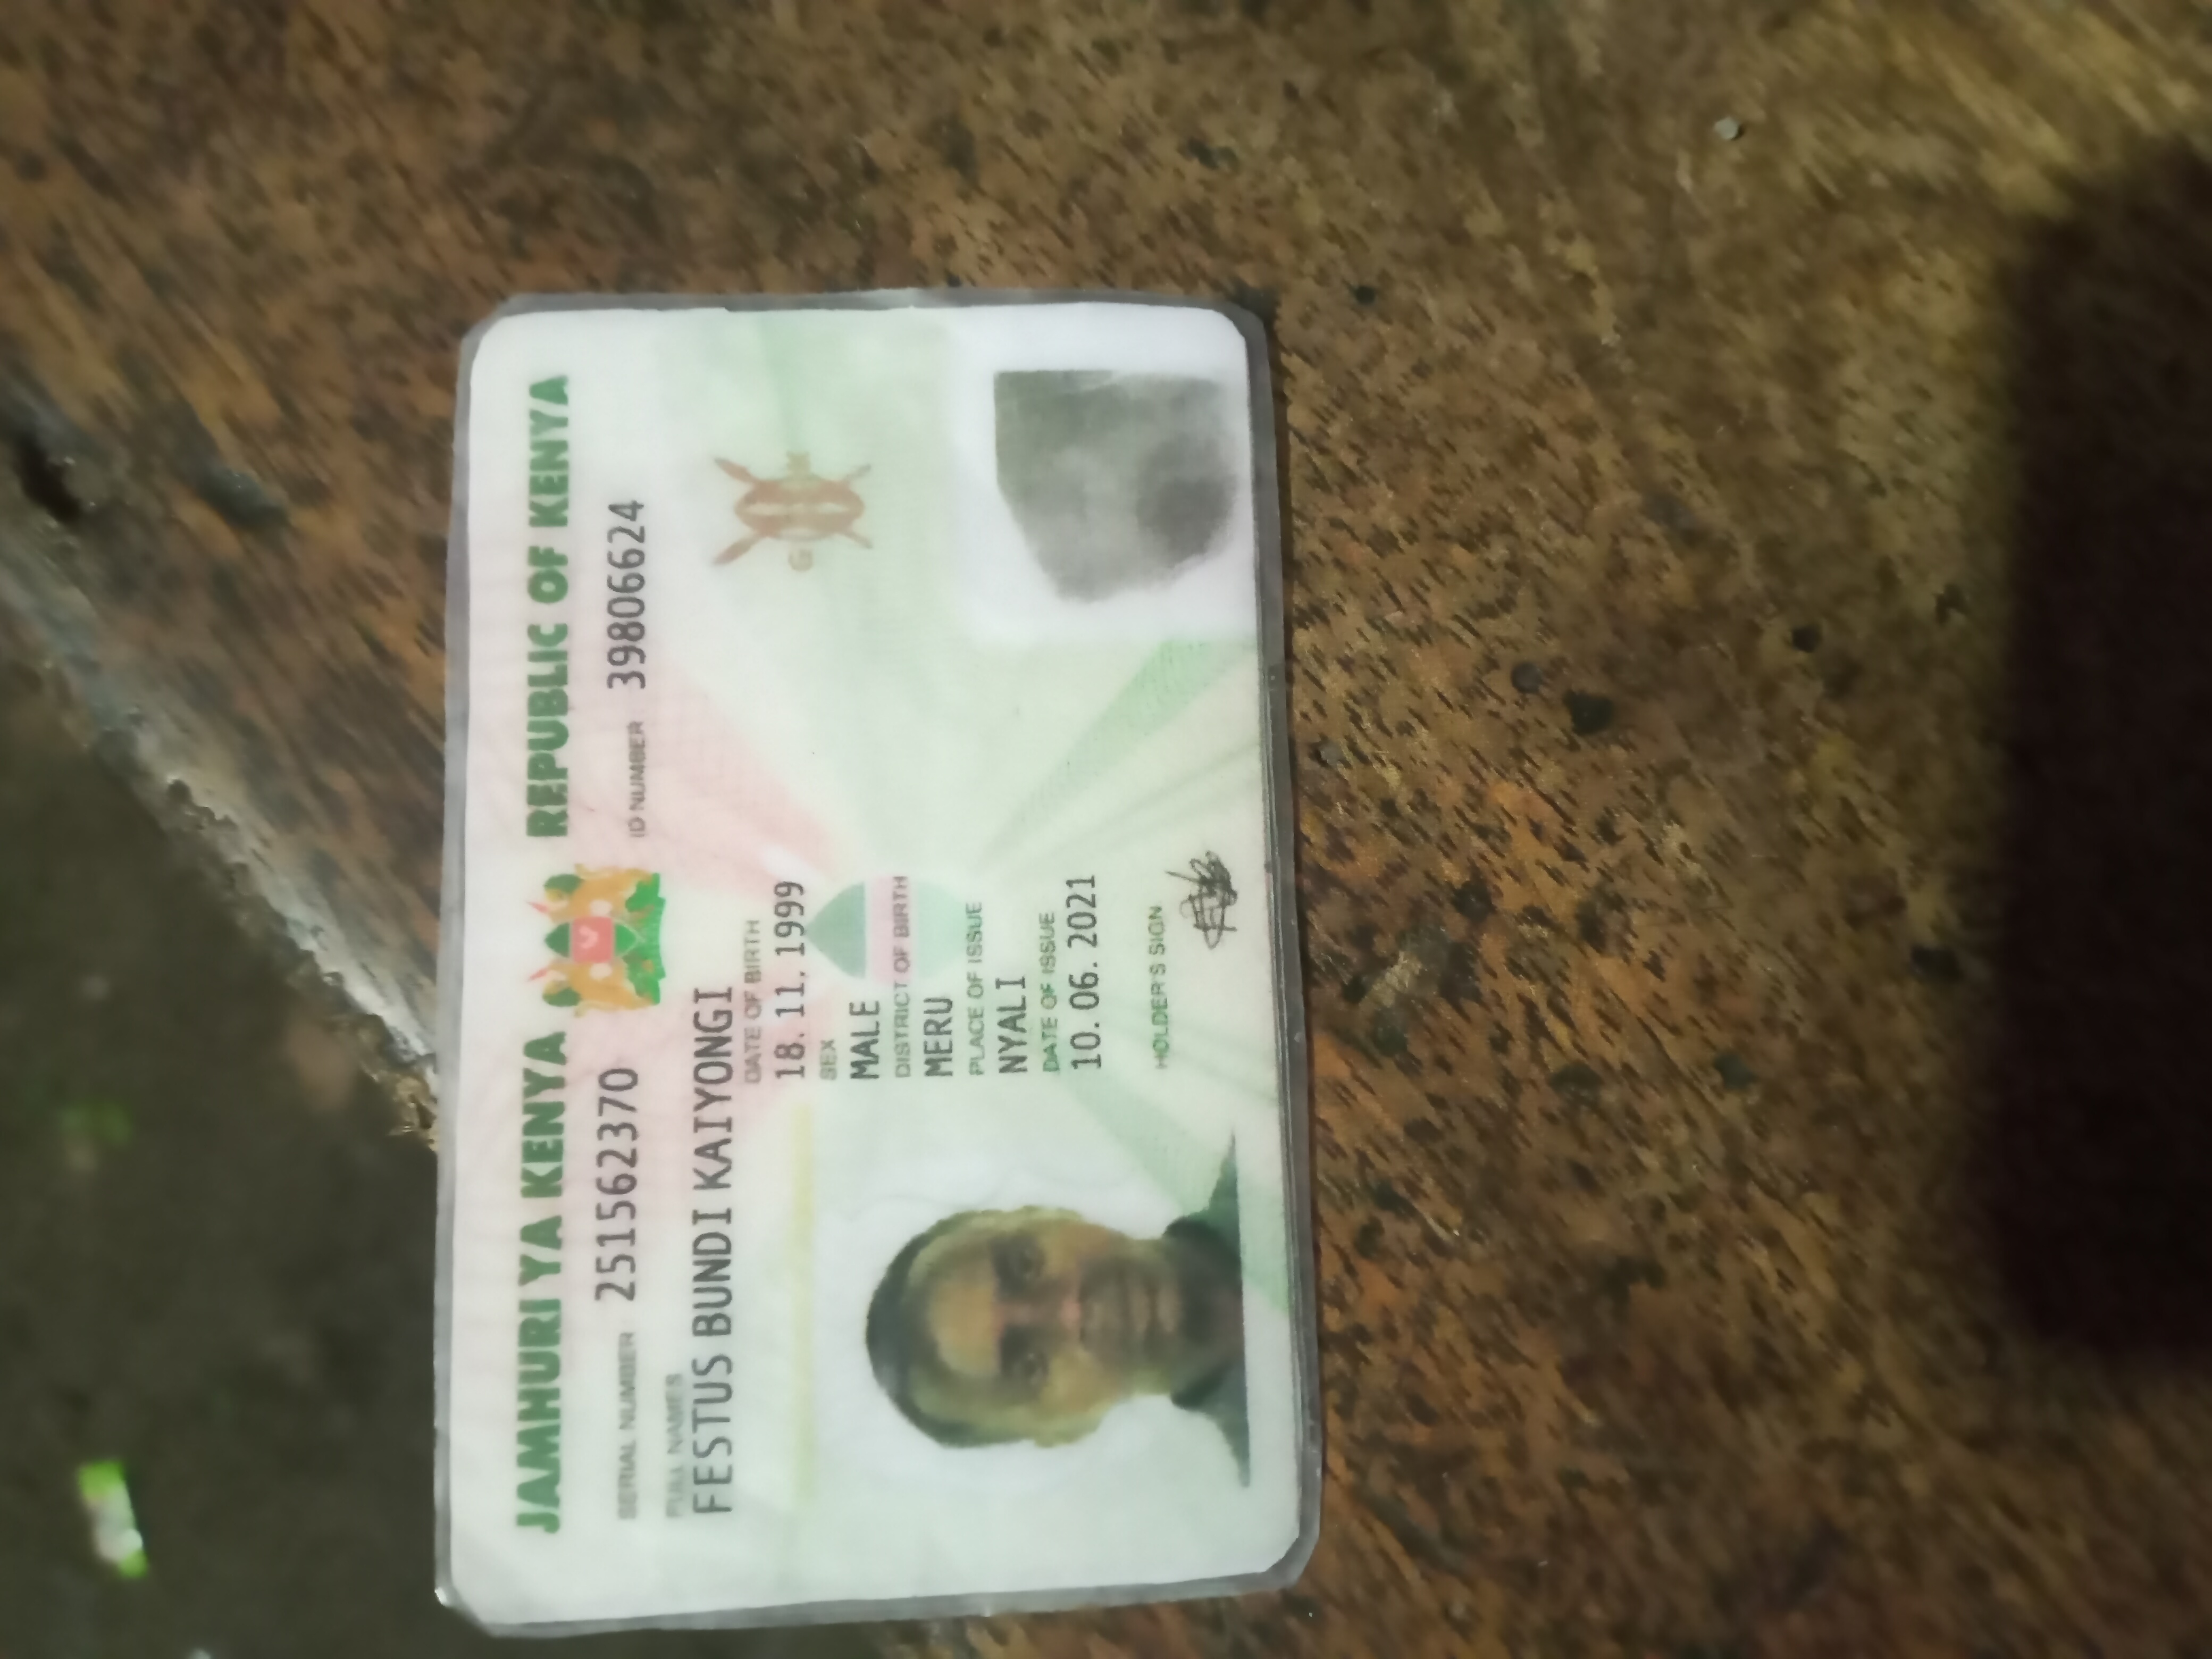 JAMHURI YA KENYA REPUBLIC OF KENYA
SERIAL NUMBER 251562370 ID NUMBER 39806624
FULL NAMES
FESTUS BUNDI KAIYONGI
DATE OF BIRTH
18. 11. 1999
SEX
MALE
DISTRICT OF BIRTH
MERU
PLACE OF ISSUE
NYALI
DATE OF ISSUE
10. 06. 2021
HOLDER'S SIGN
G K